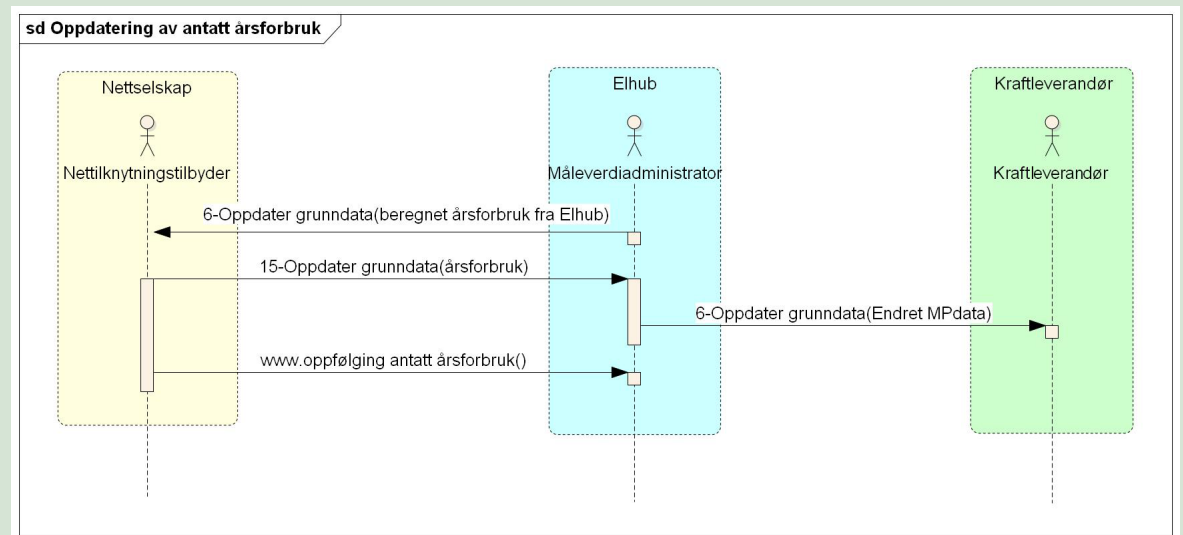 sd Oppdatering av antatt årsforbruk
Nettselskap
Elhub
Kraftleverandør
Nettilknytningstilbyder
Måleverdiadministrator
Kraftleverandør
6-Oppdater grunndata(beregnet årsforbruk fra Elhub)
15-Oppdater grunndata(årsforbruk)
6-Oppdater grunndata(Endret MPdata)
www.oppfølging antatt årsforbruk()